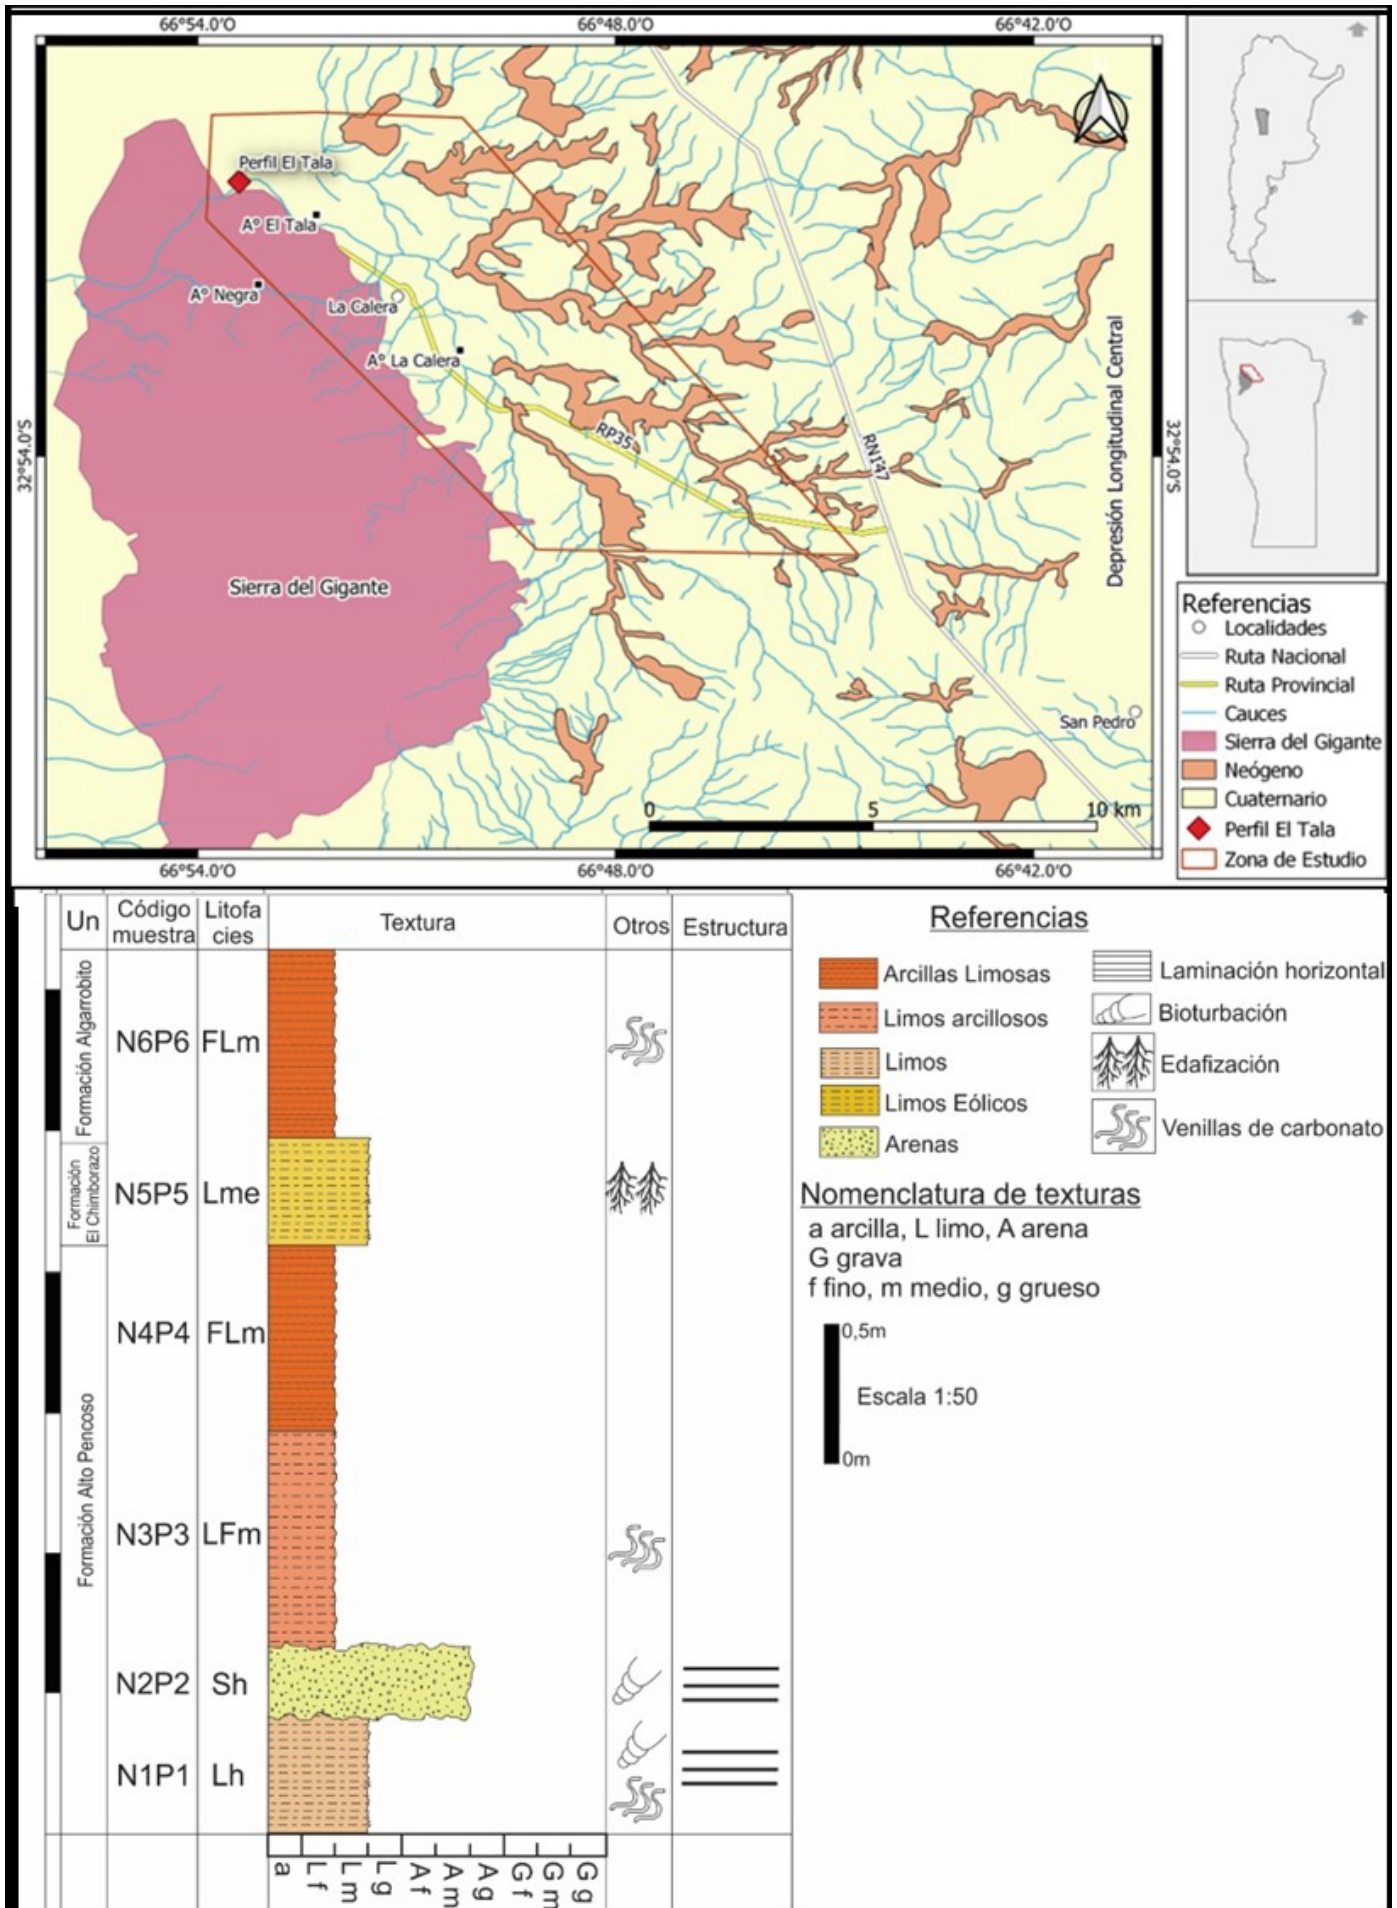 66°54.0'O
66°48.0'O
66°42.0'O
N
Perfil El Tala
Aº El Tala
Aº Negra
La Calera
Aº La Calera
RP35
RN147
Depresión Longitudinal Central
32°54.0'S
32°54.0'S
Sierra del Gigante
San Pedro
0
5
10 km
66°54.0'O
66°48.0'O
66°42.0'O
Referencias
Localidades
Ruta Nacional
Ruta Provincial
Cauces
Sierra del Gigante
Neógeno
Cuaternario
Perfil El Tala
Zona de Estudio
Un
Código
muestra
Litofa
cies
Textura
Otros
Estructura
Formación Algarrobito
N6P6
FLm
Formación
El Chimborazo
N5P5
Lme
Formación Alto Pencoso
N4P4
FLm
N3P3
LFm
N2P2
Sh
N1P1
Lh
a
L f
L m
L g
A f
A m
A g
G f
G m
G g
Referencias
Arcillas Limosas
Limos arcillosos
Limos
Limos Eólicos
Arenas
Laminación horizontal
Bioturbación
Edafización
Venillas de carbonato
Nomenclatura de texturas
a arcilla, L limo, A arena
G grava
f fino, m medio, g grueso
0,5m
Escala 1:50
0m